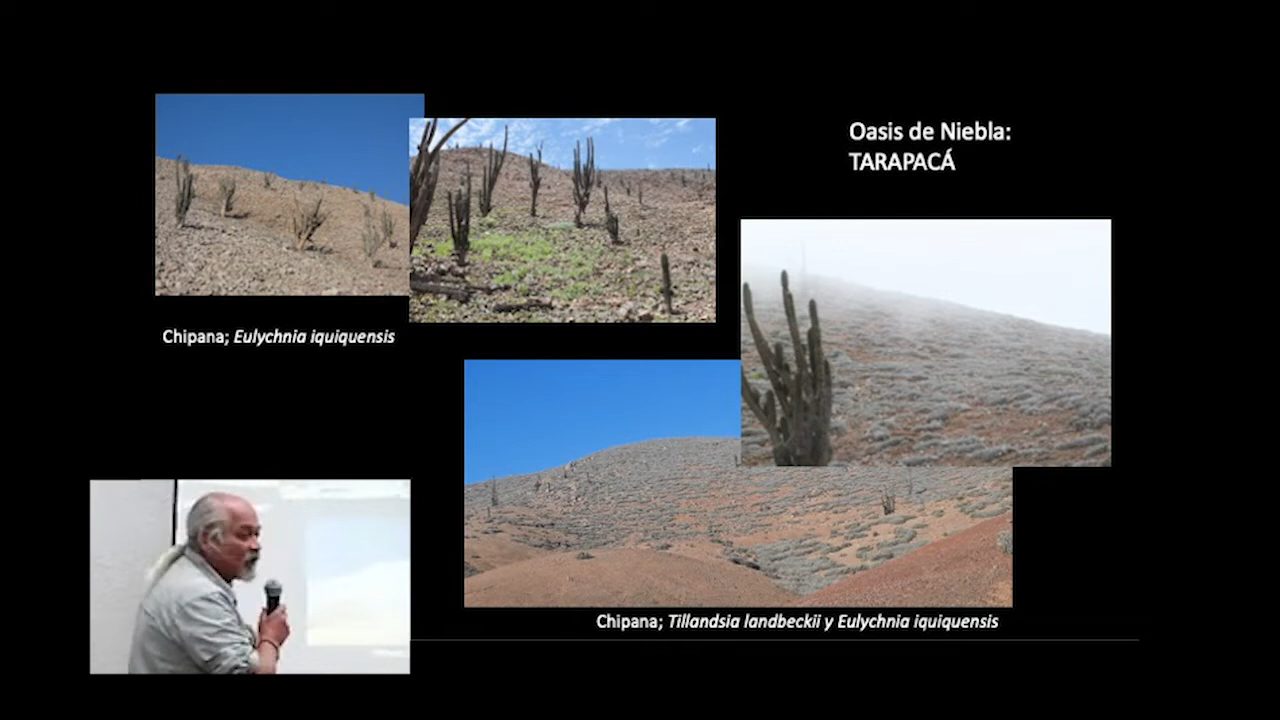 Oasis de Niebla:
TARAPACÁ
Chipana; Eulychnia iquiquensis
Chipana; Tillandsia landbeckii y Eulychnia iquiquensis